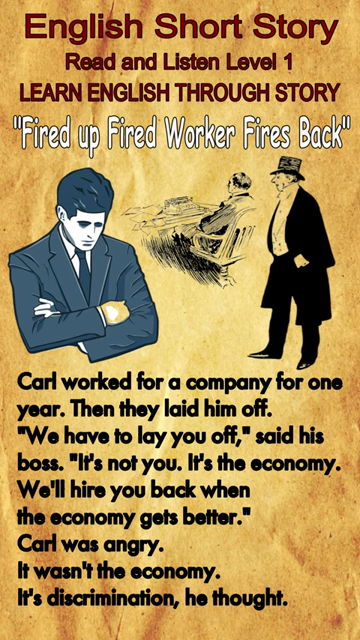 English Short Story
Read and Listen Level 1
LEARN ENGLISH THROUGH STORY
"Fired up Fired Worker Fires Back"
Carl worked for a company for one
year. Then they laid him off.
"We have to lay you off," said his
boss. "It's not you. It's the economy.
We'll hire you back when
the economy gets better."
Carl was angry.
It wasn't the economy.
It's discrimination, he thought.